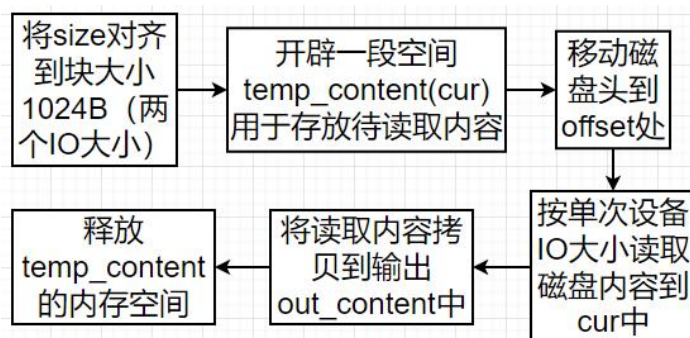 将size对齐
到块大小
1024B（两
个IO大小）
开辟一段空间
temp_content(cur)
用于存放待读取内容
移动磁
盘头到
offset处
按单次设备
IO大小读取
磁盘内容到
cur中
将读取内容拷
贝到输出
out_content中
释放
temp_content
的内存空间